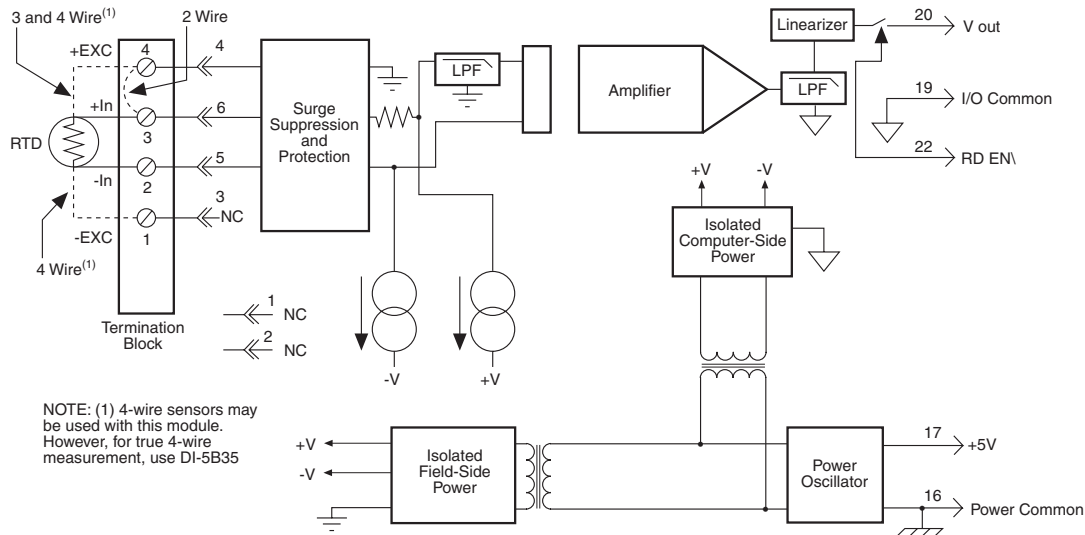 3 and 4 Wire(1)
2 Wire
+EXC
4
4
+In
3
6
RTD
-In
2
5
3
NC
-EXC
1
4 Wire(1)
Termination
Block
1
NC
2
NC
Surge
Suppression
and
Protection
LPF
-V
+V
Amplifier
Linearizer
LPF
20
V out
19
I/O Common
22
RD EN\
+V
-V
Isolated
Computer-Side
Power
NOTE: (1) 4-wire sensors may
be used with this module.
However, for true 4-wire
measurement, use DI-5B35
+V
-V
Isolated
Field-Side
Power
Power
Oscillator
17
+5V
16
Power Common